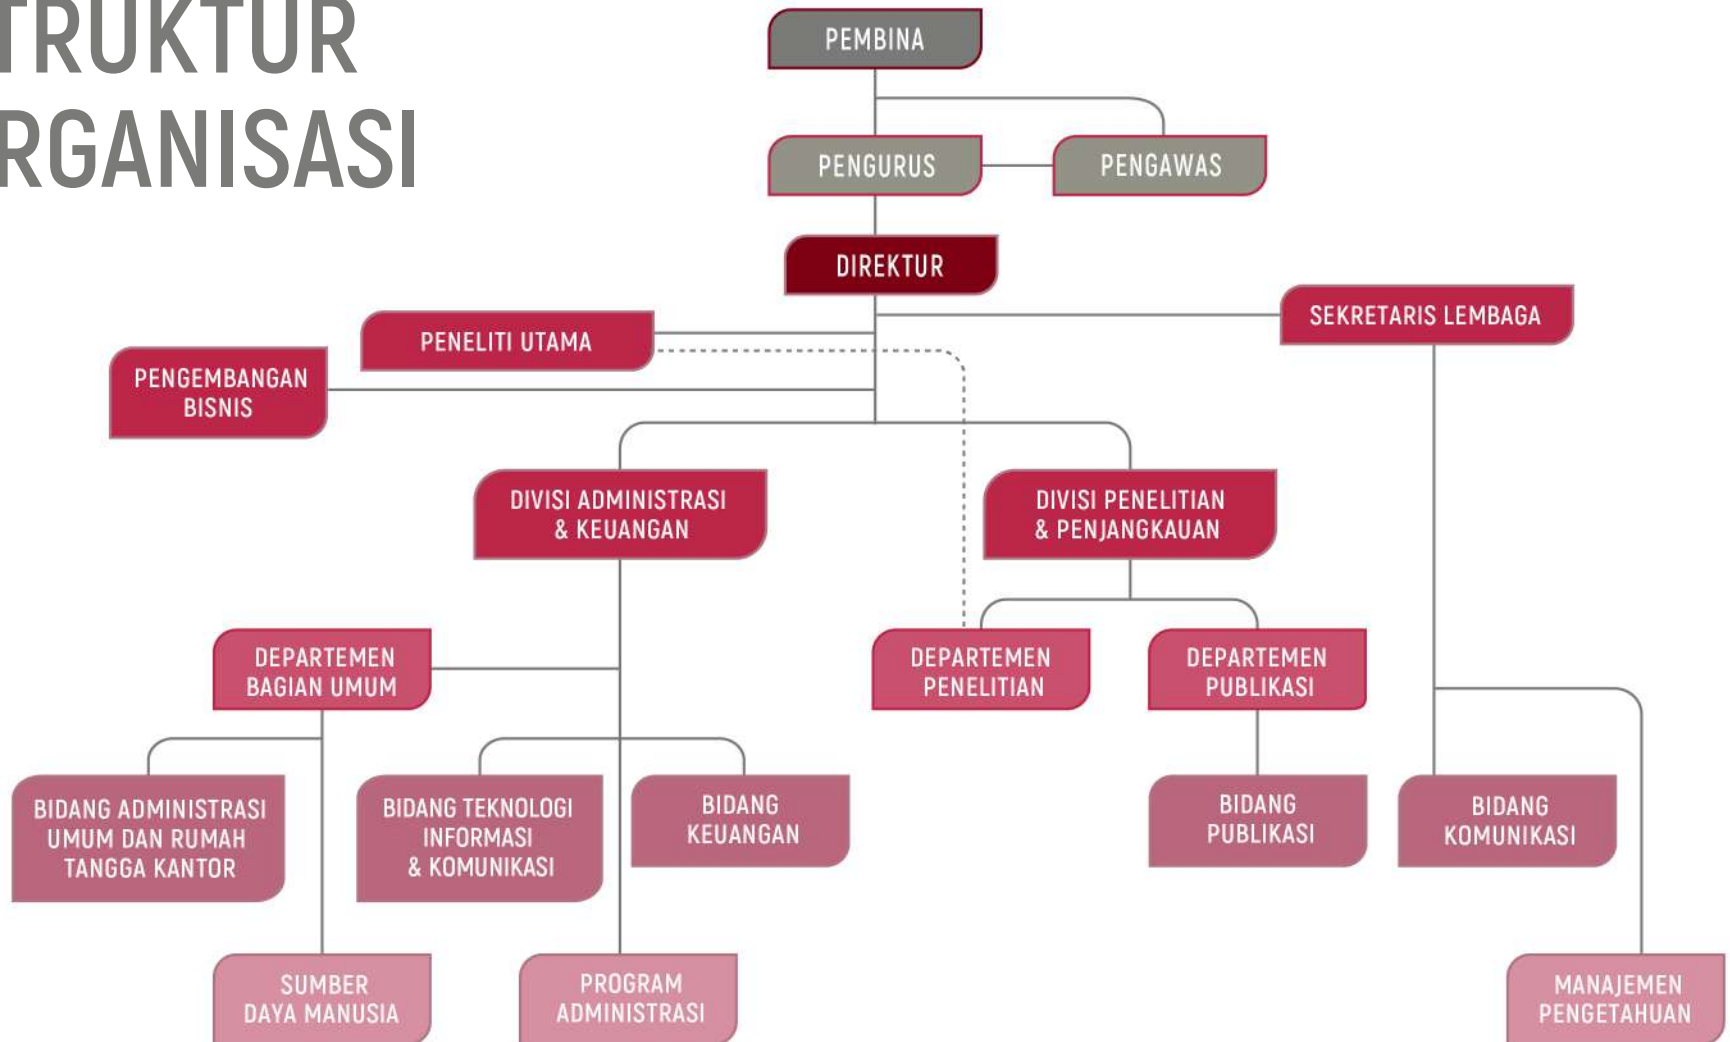 TRUKTUR
RGANISASI
PEMBINA
PENGURUS
PENGAWAS
DIREKTUR
SEKRETARIS LEMBAGA
PENELITI UTAMA
PENGEMBANGAN
BISNIS
DIVISI ADMINISTRASI
& KEUANGAN
DIVISI PENELITIAN
& PENJANGKAUAN
DEPARTEMEN
BAGIAN UMUM
DEPARTEMEN
PENELITIAN
DEPARTEMEN
PUBLIKASI
BIDANG ADMINISTRASI
UMUM DAN RUMAH
TANGGA KANTOR
BIDANG TEKNOLOGI
INFORMASI
& KOMUNIKASI
BIDANG
KEUANGAN
BIDANG
PUBLIKASI
BIDANG
KOMUNIKASI
SUMBER
DAYA MANUSIA
PROGRAM
ADMINISTRASI
MANAJEMEN
PENGETAHUAN